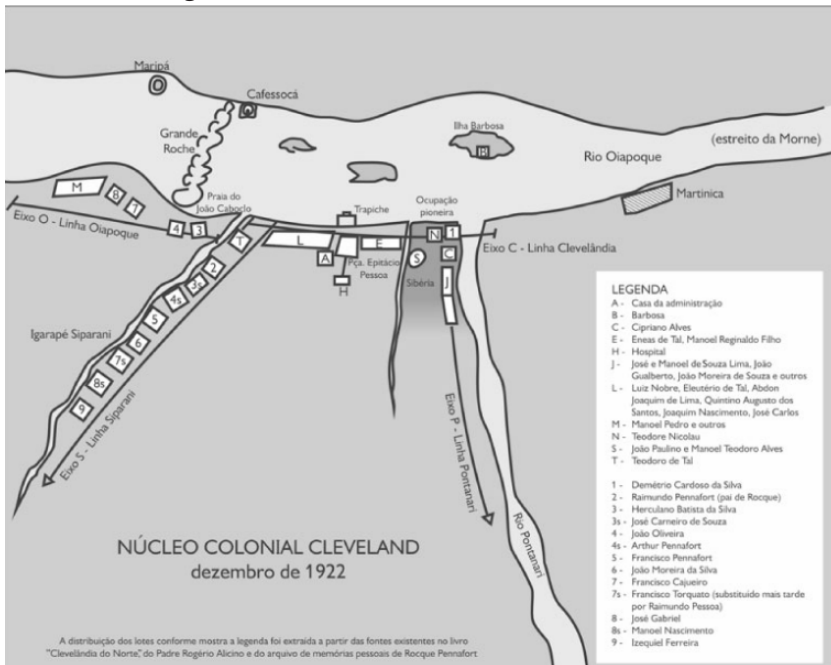 Maripá
Cafessocá
Grande
Roche
Ilha Barbosa
B
Rio Oiapoque
(estreito da Morne)
Martinica
M
8
7
Praia do
João Caboclo
Trapiche
Ocupação
pioneira
Eixo O - Linha Oiapoque
4
3
T
L
E
N
1
Eixo C - Linha Clevelândia
A
Pça. Epitácio
Pessoa
H
S
Sibéria
C
J
2
3s
4s
5
6
7s
8s
9
Igarapé Siparani
Eixo S - Linha Siparani
Eixo P - Linha Pontanari
Rio Pontanari
NÚCLEO COLONIAL CLEVELAND
dezembro de 1922
LEGENDA
A - Casa da administração
B - Barbosa
C - Cipriano Alves
E - Eneas de Tal, Manoel Reginaldo Filho
H - Hospital
J - José e Manoel de Souza Lima, João
Gualberto, João Moreira de Souza e outros
L - Luiz Nobre, Eleutério de Tal, Abdon
Joaquim de Lima, Quintino Augusto dos
Santos, Joaquim Nascimento, José Carlos
M - Manoel Pedro e outros
N - Teodore Nicolau
S - João Paulino e Manoel Teodoro Alves
T - Teodoro de Tal
1 - Demétrio Cardoso da Silva
2 - Raimundo Pennafort (pai de Rocque)
3 - Herculano Batista da Silva
3s - José Carneiro de Souza
4 - João Oliveira
4s - Arthur Pennafort
5 - Francisco Pennafort
6 - João Moreira da Silva
7 - Francisco Cajueiro
7s - Francisco Torquato (substituido mais tarde
por Raimundo Pessoa)
8 - José Gabriel
8s - Manoel Nascimento
9 - Izequiel Ferreira
A distribuição dos lotes conforme mostra a legenda foi extraida a partir das fontes existentes no livro
"Clevelândia do Norte", do Padre Rogério Alicino e do arquivo de memórias pessoais de Rocque Pennafort